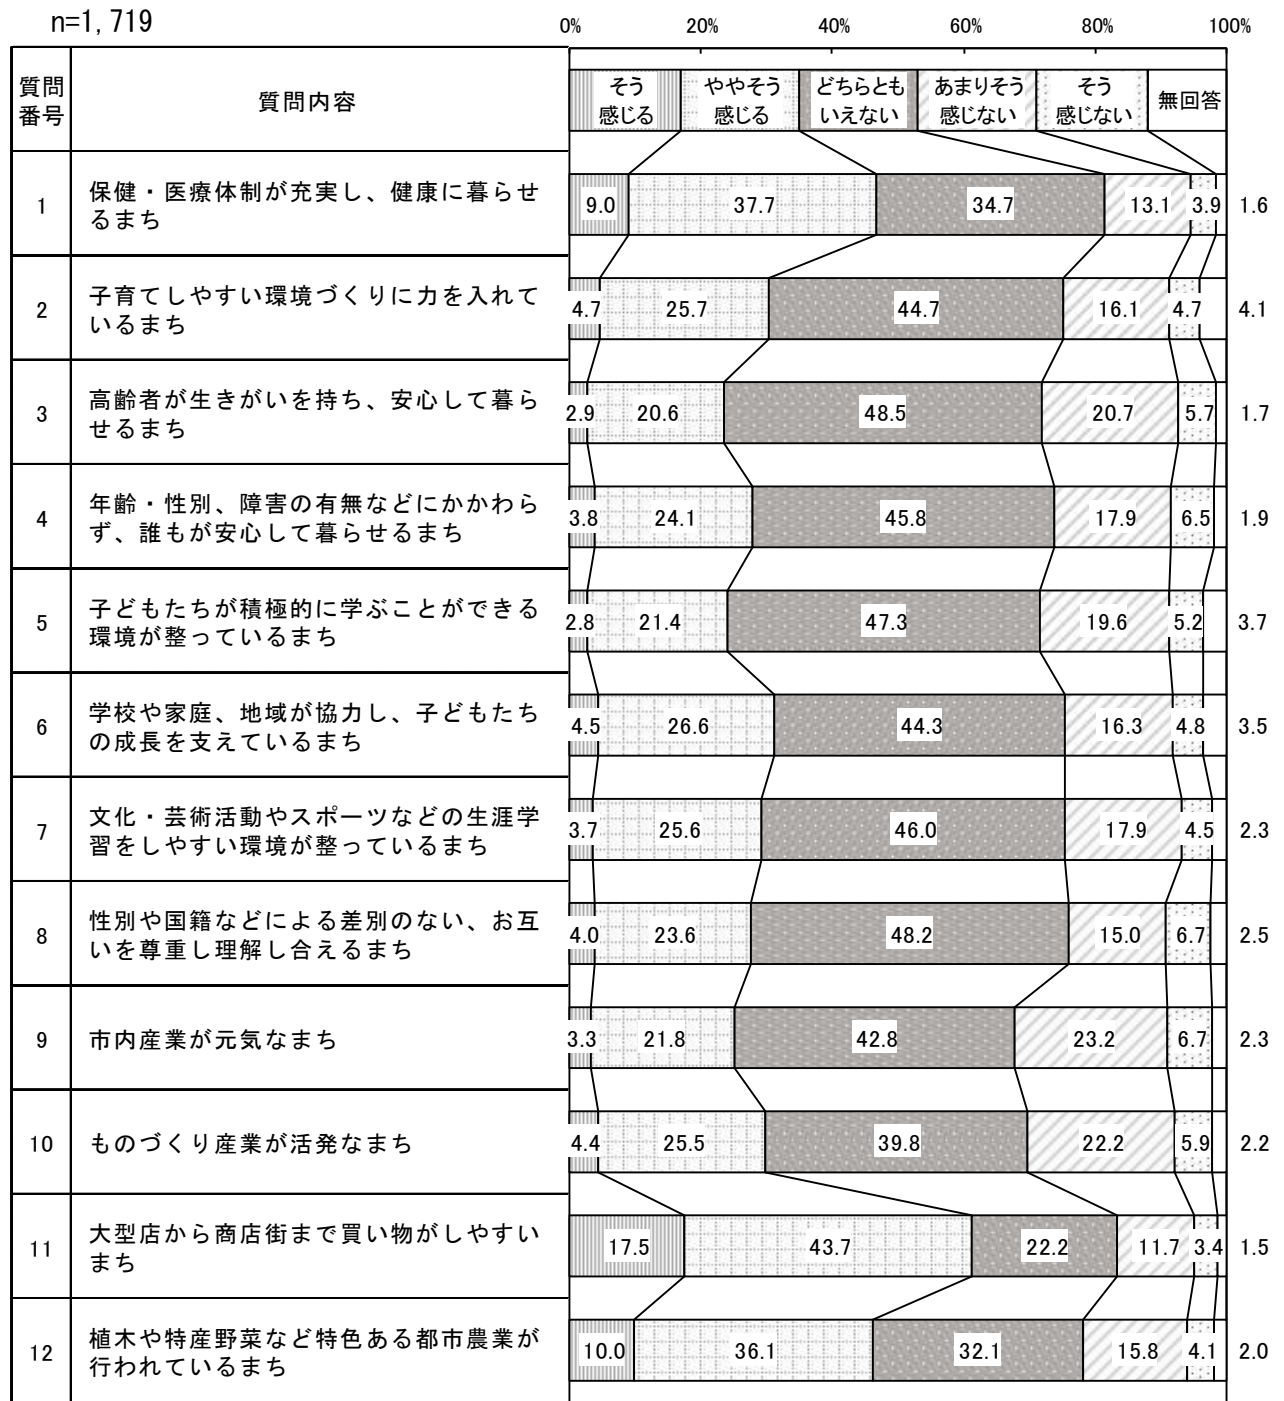 n=1,719
0% 20% 40% 60% 80% 100%
質問
番号
質問内容
そう
感じる
ややそう
感じる
どちらとも
いえない
あまりそう
感じない
そう
感じない
無回答
1
保健・医療体制が充実し、健康に暮らせ
るまち
9.0 37.7 34.7 13.1 3.9 1.6
2
子育てしやすい環境づくりに力を入れて
いるまち
4.7 25.7 44.7 16.1 4.7 4.1
3
高齢者が生きがいを持ち、安心して暮ら
せるまち
2.9 20.6 48.5 20.7 5.7 1.7
4
年齢・性別、障害の有無などにかかわら
ず、誰もが安心して暮らせるまち
3.8 24.1 45.8 17.9 6.5 1.9
5
子どもたちが積極的に学ぶことができる
環境が整っているまち
2.8 21.4 47.3 19.6 5.2 3.7
6
学校や家庭、地域が協力し、子どもたち
の成長を支えているまち
4.5 26.6 44.3 16.3 4.8 3.5
7
文化・芸術活動やスポーツなどの生涯学
習をしやすい環境が整っているまち
3.7 25.6 46.0 17.9 4.5 2.3
8
性別や国籍などによる差別のない、お互
いを尊重し理解し合えるまち
4.0 23.6 48.2 15.0 6.7 2.5
9
市内産業が元気なまち
3.3 21.8 42.8 23.2 6.7 2.3
10
ものづくり産業が活発なまち
4.4 25.5 39.8 22.2 5.9 2.2
11
大型店から商店街まで買い物がしやすい
まち
17.5 43.7 22.2 11.7 3.4 1.5
12
植木や特産野菜など特色ある都市農業が
行われているまち
10.0 36.1 32.1 15.8 4.1 2.0